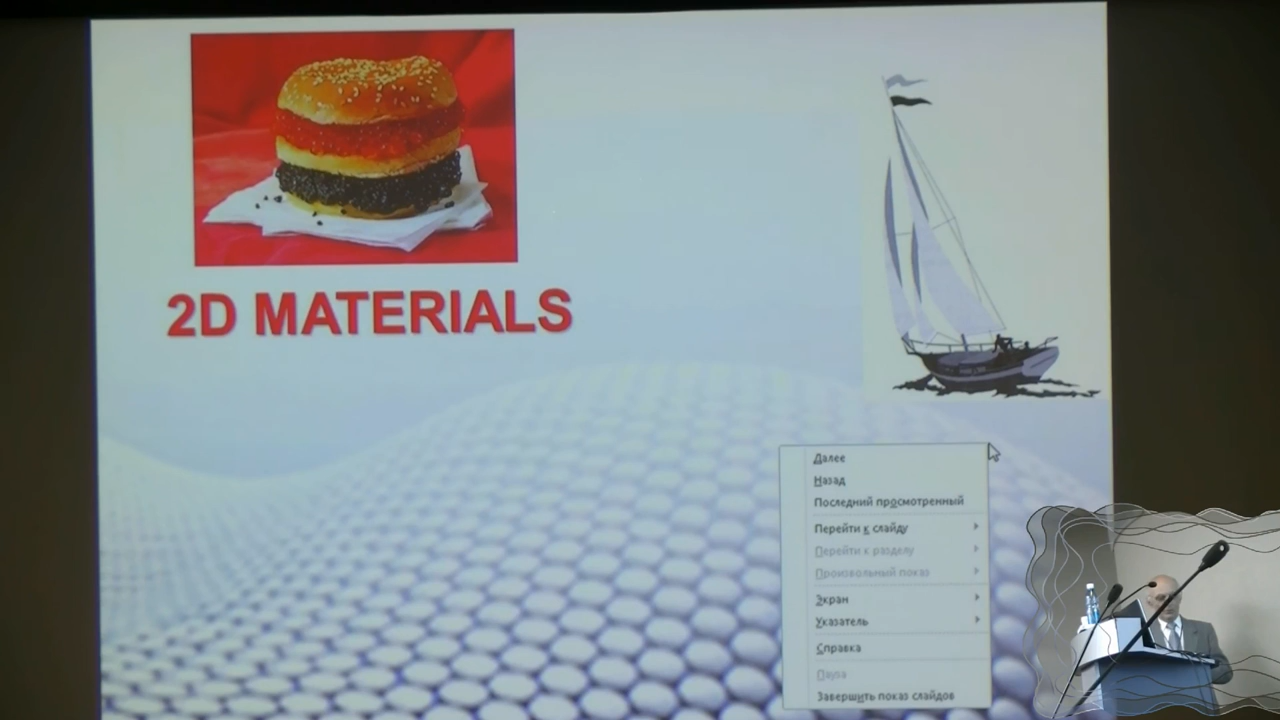 2D MATERIALS
Далее
Назад
Последний просмотренный
Перейти к слайду
Перейти к разделу
Произвольный показ
Экран
Указатель
Справка
Пауза
Завершить показ слайдов